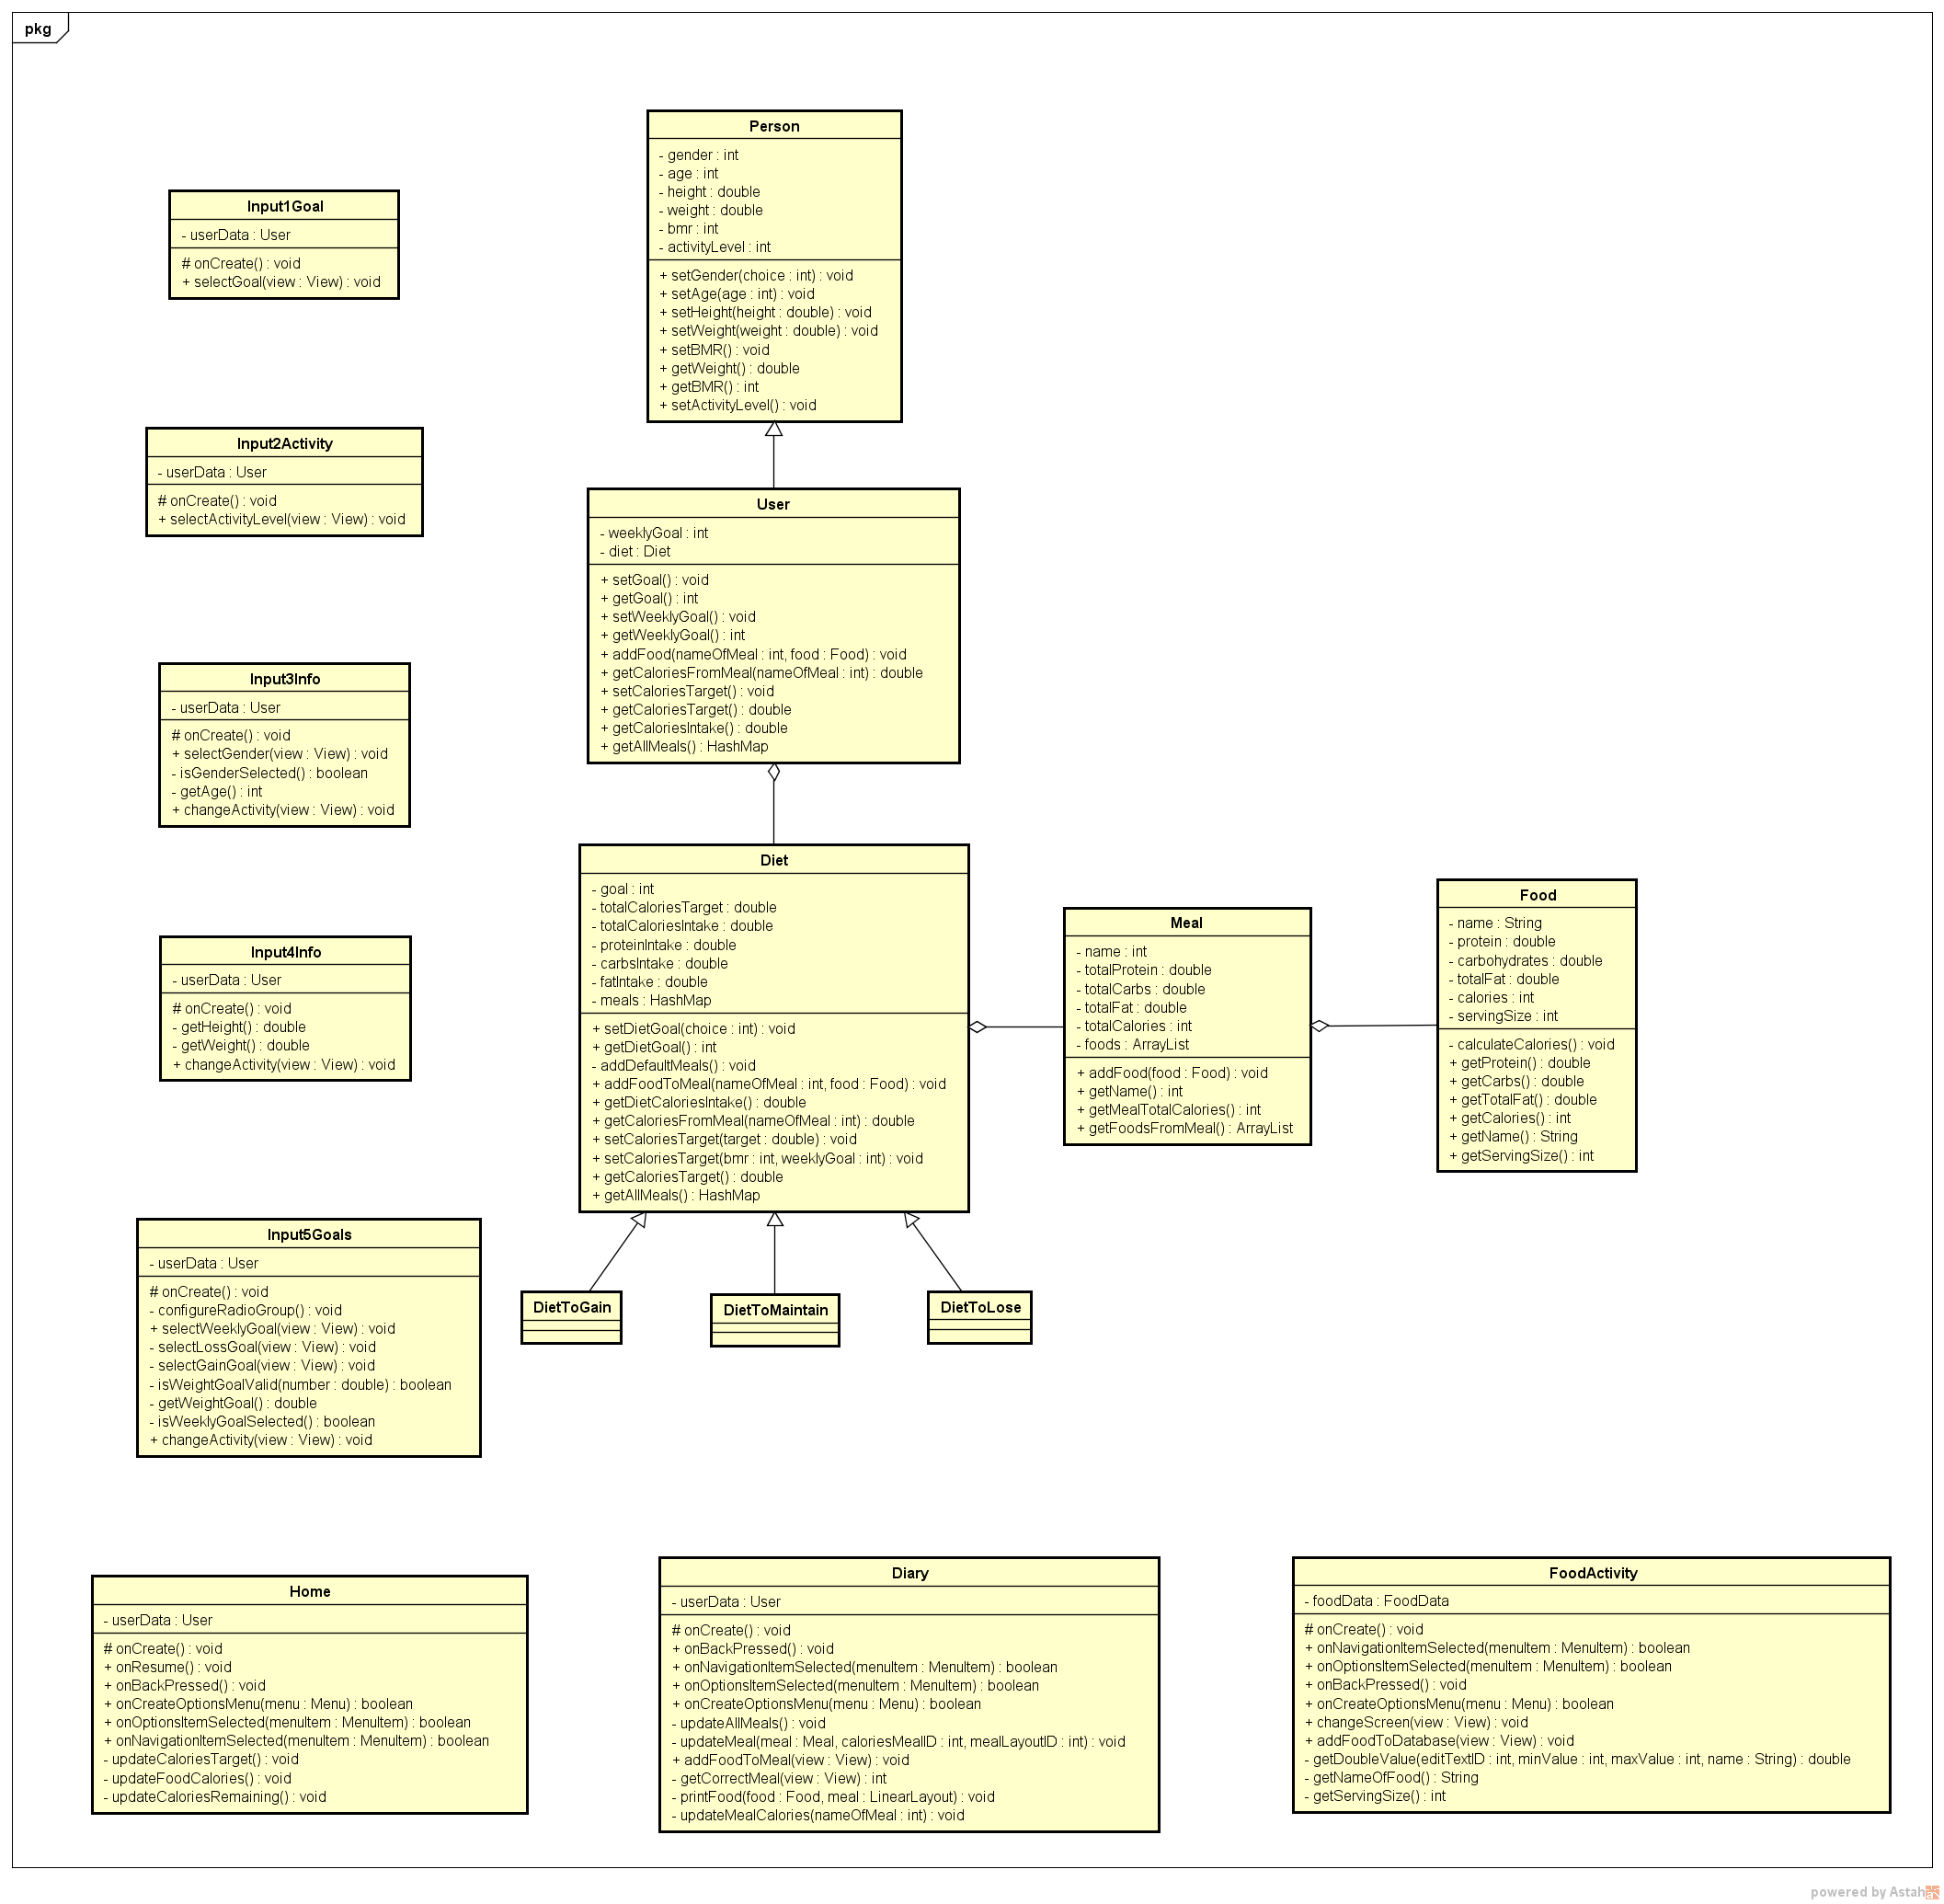 pkg
Person
- gender : int
- age : int
- height : double
- weight : double
- bmr : int
- activityLevel : int
+ setGender(choice : int) : void
+ setAge(age : int) : void
+ setHeight(height : double) : void
+ setWeight(weight : double) : void
+ setBMR() : void
+ getWeight() : double
+ getBMR() : int
+ setActivityLevel() : void
Input1Goal
- userData : User
# onCreate() : void
+ selectGoal(view : View) : void
Input2Activity
- userData : User
# onCreate() : void
+ selectActivityLevel(view : View) : void
User
- weeklyGoal : int
- diet : Diet
+ setGoal() : void
+ getGoal() : int
+ setWeeklyGoal() : void
+ getWeeklyGoal() : int
+ addFood(nameOfMeal : int, food : Food) : void
+ getCaloriesFromMeal(nameOfMeal : int) : double
+ setCaloriesTarget() : void
+ getCaloriesTarget() : double
+ getCaloriesIntake() : double
+ getAllMeals() : HashMap
Input3Info
- userData : User
# onCreate() : void
+ selectGender(view : View) : void
- isGenderSelected() : boolean
- getAge() : int
+ changeActivity(view : View) : void
Diet
- goal : int
- totalCaloriesTarget : double
- totalCaloriesIntake : double
- proteinIntake : double
- carbsIntake : double
- fatIntake : double
- meals : HashMap
+ setDietGoal(choice : int) : void
+ getDietGoal() : int
- addDefaultMeals() : void
+ addFoodToMeal(nameOfMeal : int, food : Food) : void
+ getDietCaloriesIntake() : double
+ getCaloriesFromMeal(nameOfMeal : int) : double
+ setCaloriesTarget(target : double) : void
+ setCaloriesTarget(bmr : int, weeklyGoal : int) : void
+ getCaloriesTarget() : double
+ getAllMeals() : HashMap
Meal
- name : int
- totalProtein : double
- totalCarbs : double
- totalFat : double
- totalCalories : int
- foods : ArrayList
+ addFood(food : Food) : void
+ getName() : int
+ getMealTotalCalories() : int
+ getFoodsFromMeal() : ArrayList
Food
- name : String
- protein : double
- carbohydrates : double
- totalFat : double
- calories : int
- servingSize : int
- calculateCalories() : void
+ getProtein() : double
+ getCarbs() : double
+ getTotalFat() : double
+ getCalories() : int
+ getName() : String
+ getServingSize() : int
Input4Info
- userData : User
# onCreate() : void
- getHeight() : double
- getWeight() : double
+ changeActivity(view : View) : void
Input5Goals
- userData : User
# onCreate() : void
- configureRadioGroup() : void
+ selectWeeklyGoal(view : View) : void
- selectLossGoal(view : View) : void
- selectGainGoal(view : View) : void
- isWeightGoalValid(number : double) : boolean
- getWeightGoal() : double
- isWeeklyGoalSelected() : boolean
+ changeActivity(view : View) : void
DietToGain
DietToMaintain
DietToLose
Home
- userData : User
# onCreate() : void
+ onResume() : void
+ onBackPressed() : void
+ onCreateOptionsMenu(menu : Menu) : boolean
+ onOptionsItemSelected(menuItem : MenuItem) : boolean
+ onNavigationItemSelected(menuItem : MenuItem) : boolean
- updateCaloriesTarget() : void
- updateFoodCalories() : void
- updateCaloriesRemaining() : void
Diary
- userData : User
# onCreate() : void
+ onBackPressed() : void
+ onNavigationItemSelected(menuItem : MenuItem) : boolean
+ onOptionsItemSelected(menuItem : MenuItem) : boolean
+ onCreateOptionsMenu(menu : Menu) : boolean
- updateAllMeals() : void
- updateMeal(meal : Meal, caloriesMealID : int, mealLayoutID : int) : void
+ addFoodToMeal(view : View) : void
- getCorrectMeal(view : View) : int
- printFood(food : Food, meal : LinearLayout) : void
- updateMealCalories(nameOfMeal : int) : void
FoodActivity
- foodData : FoodData
# onCreate() : void
+ onNavigationItemSelected(menuItem : MenuItem) : boolean
+ onOptionsItemSelected(menuItem : MenuItem) : boolean
+ onBackPressed() : void
+ onCreateOptionsMenu(menu : Menu) : boolean
+ changeScreen(view : View) : void
+ addFoodToDatabase(view : View) : void
- getDoubleValue(editTextID : int, minValue : int, maxValue : int, name : String) : double
- getNameOfFood() : String
- getServingSize() : int
powered by Astah